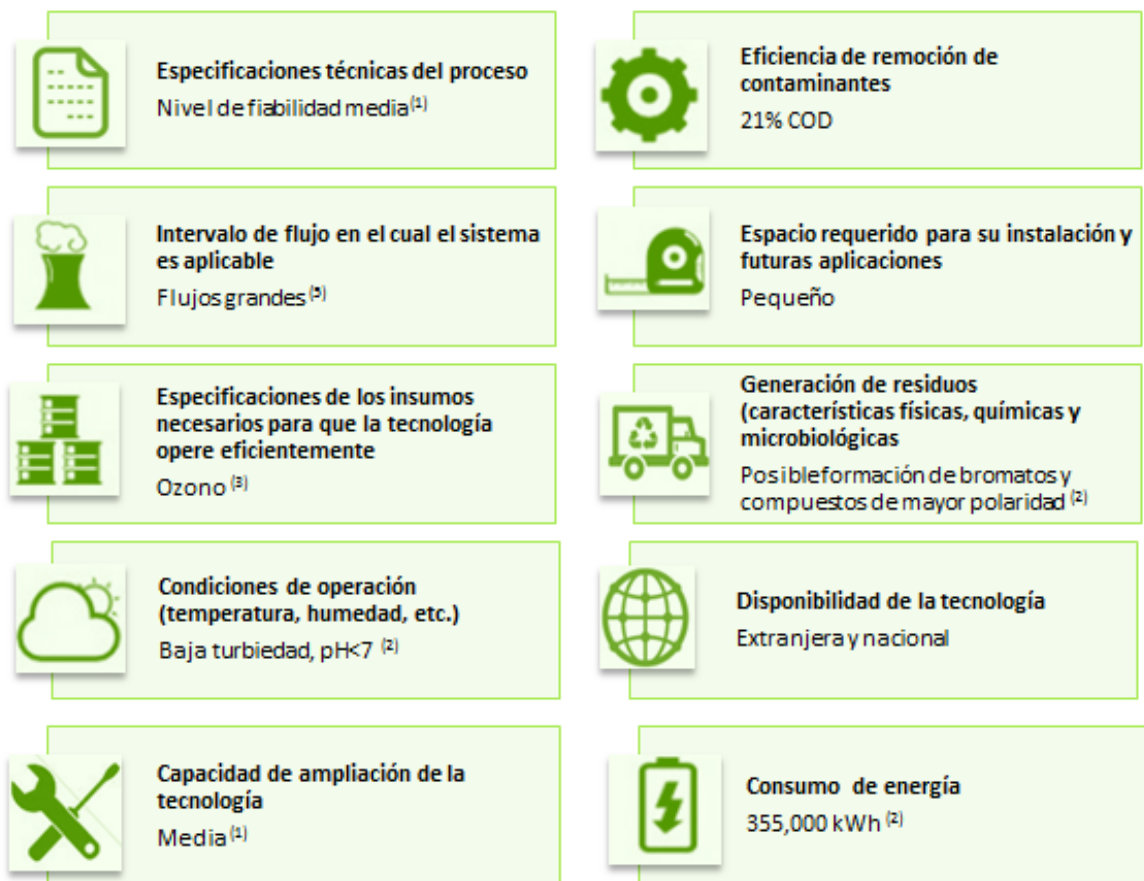 Especificaciones técnicas del proceso
Nivel de fiabilidad media(1)
Eficiencia de remoción de
contaminantes
21% COD
Intervalo de flujo en el cual el sistema
es aplicable
Flujos grandes (5)
Espacio requerido para su instalación y
futuras aplicaciones
Pequeño
Especificaciones de los insumos
necesarios para que la tecnología
opere eficientemente
Ozono (3)
Generación de residuos
(características físicas, químicas y
microbiológicas
Posible formación de bromatos y
compuestos de mayor polaridad (2)
Condiciones de operación
(temperatura, humedad, etc.)
Baja turbiedad, pH<7 (2)
Disponibilidad de la tecnología
Extranjera y nacional
Capacidad de ampliación de la
tecnología
Media (1)
Consumo de energía
355,000 kWh (2)